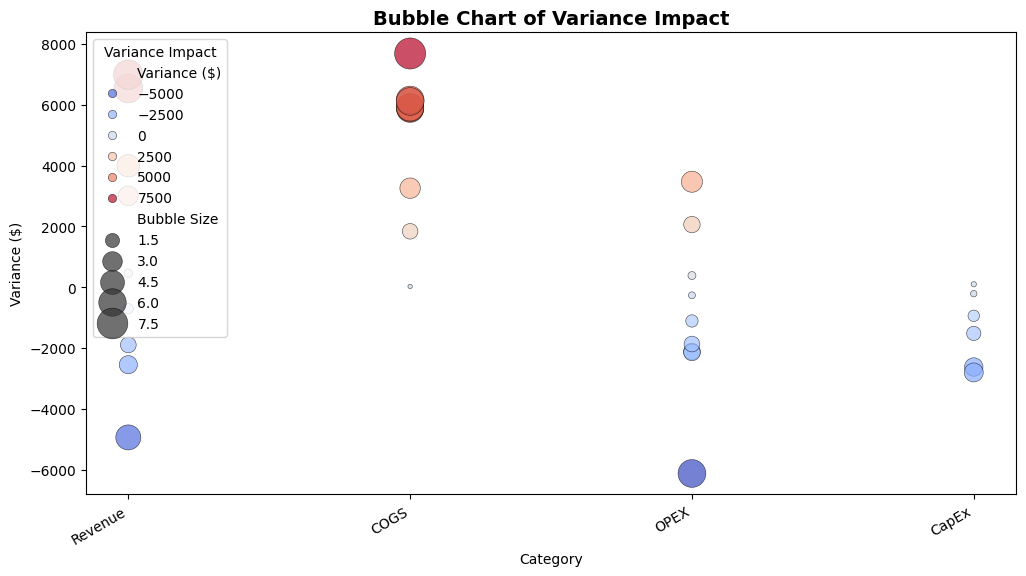 Bubble Chart of Variance Impact
Variance ($)
8000
6000
4000
2000
0
−2000
−4000
−6000
Variance Impact
Variance ($)
−5000
−2500
0
2500
5000
7500
Bubble Size
1.5
3.0
4.5
6.0
7.5
Revenue
COGS
OPEX
CapEx
Category